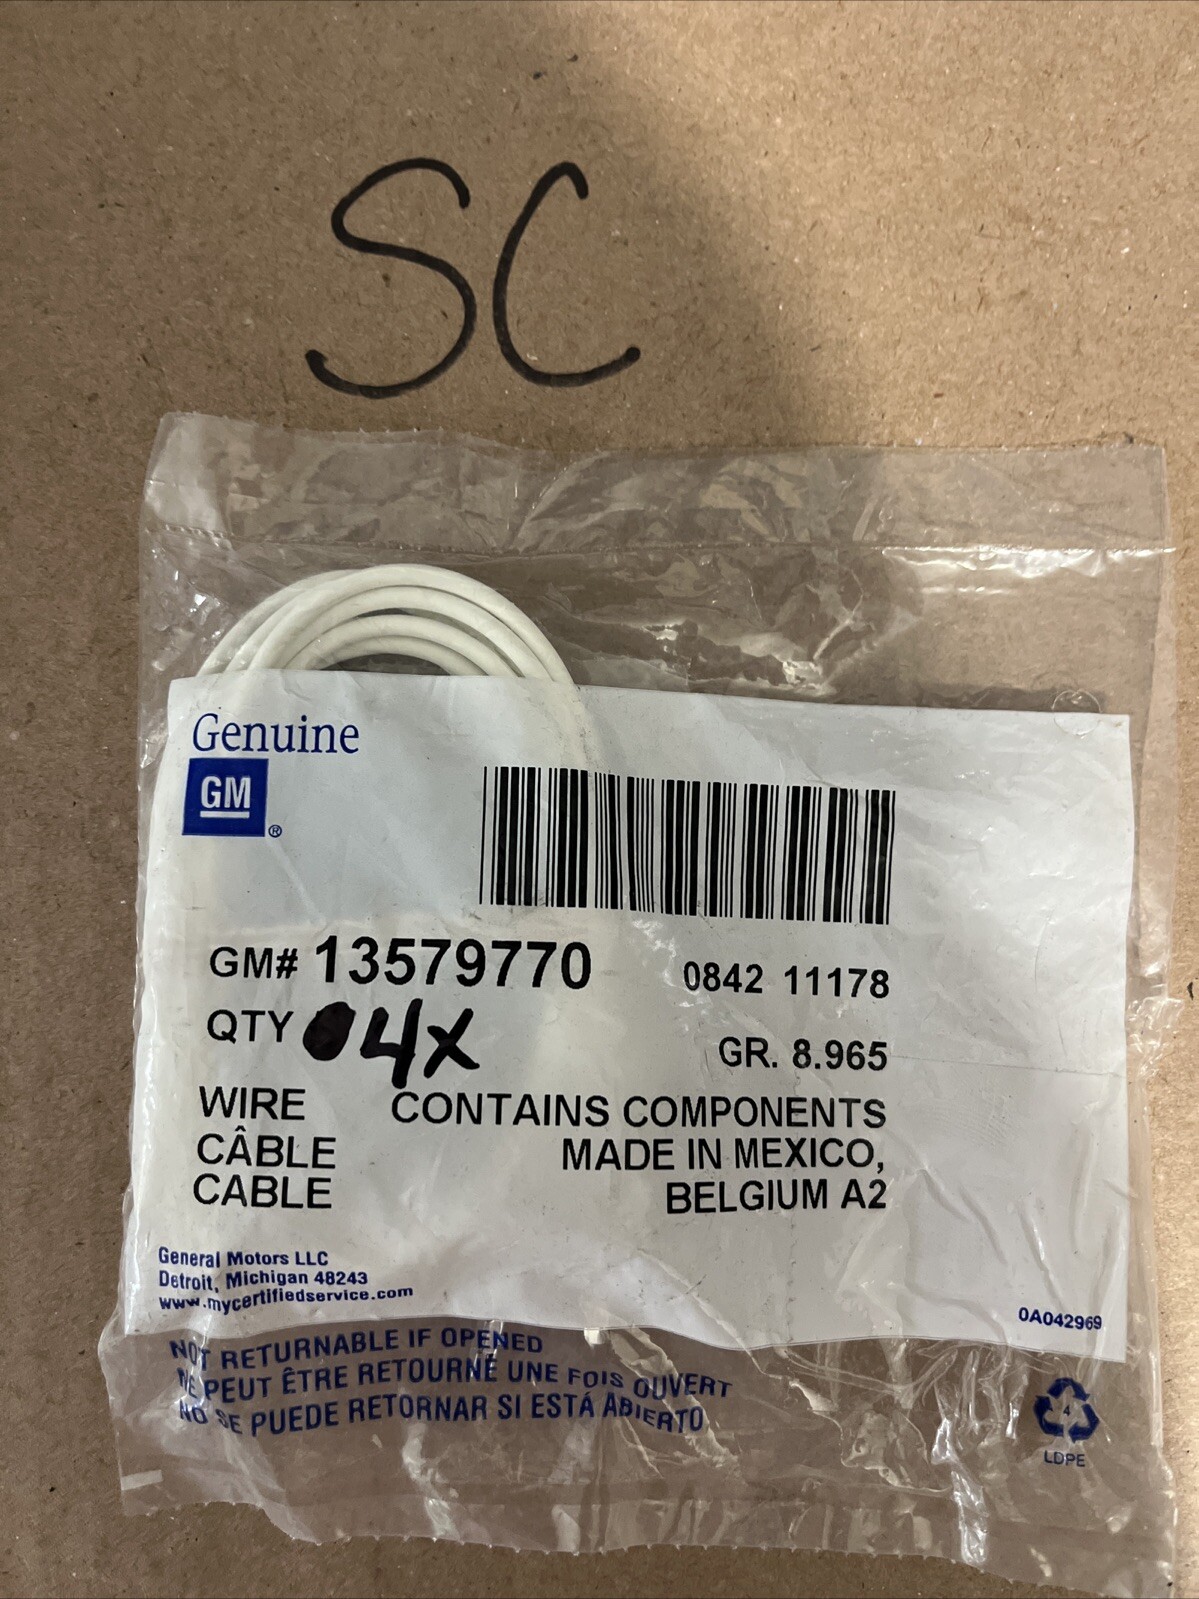 SC
Genuine
GM®
GM# 13579770 0842 11178
QTY 4X GR. 8.965
WIRE CONTAINS COMPONENTS
CÂBLE MADE IN MEXICO,
CABLE BELGIUM A2
General Motors LLC
Detroit, Michigan 48243
www.mycertifiedservice.com
0A042969
NOT RETURNABLE IF OPENED
NE PEUT ÊTRE RETOURNÉ UNE FOIS OUVERT
NO SE PUEDE RETORNAR SI ESTÁ ABIERTO
4
LDPE